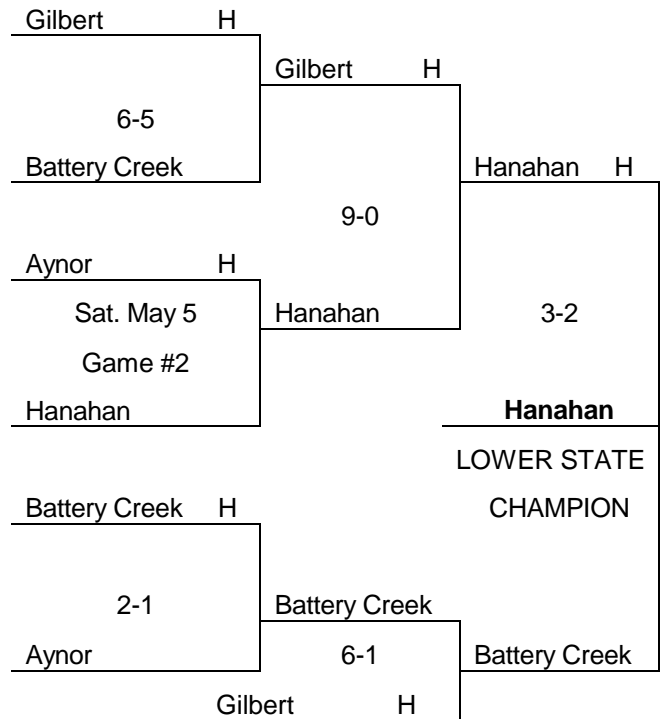 Gilbert H
Gilbert H
6-5
Battery Creek
Hanahan H
9-0
Aynor H
Sat. May 5
Hanahan
3-2
Game #2
Hanahan
Hanahan
LOWER STATE
Battery Creek H
CHAMPION
2-1
Battery Creek
Aynor
6-1
Battery Creek
Gilbert H